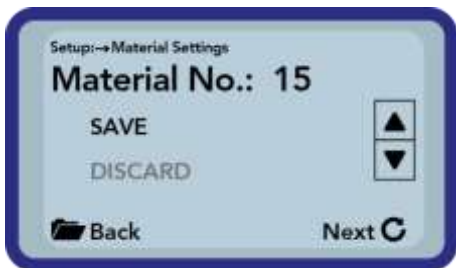 Setup:→Material Settings
Material No.: 15
SAVE
DISCARD
Back Next